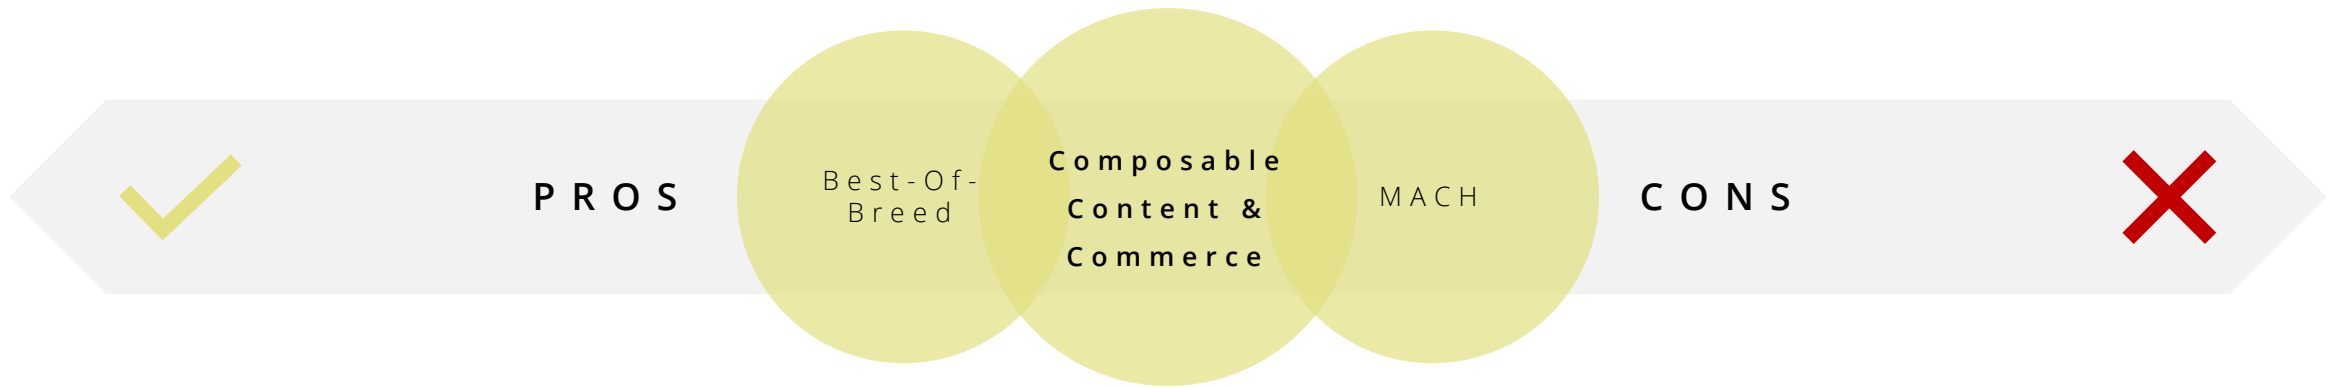 PROS
Best-Of-
Breed
Composable
Content &
Commerce
MACH
CONS